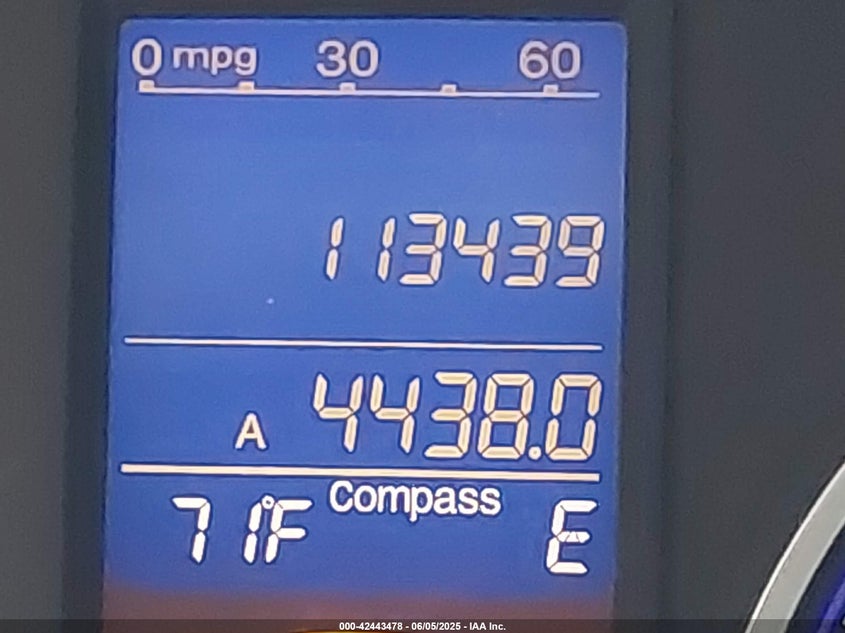 0 mpg 30 60
113439
A 4438.0
71°F Compass E
000-42443478 - 06/05/2025 - IAA Inc.